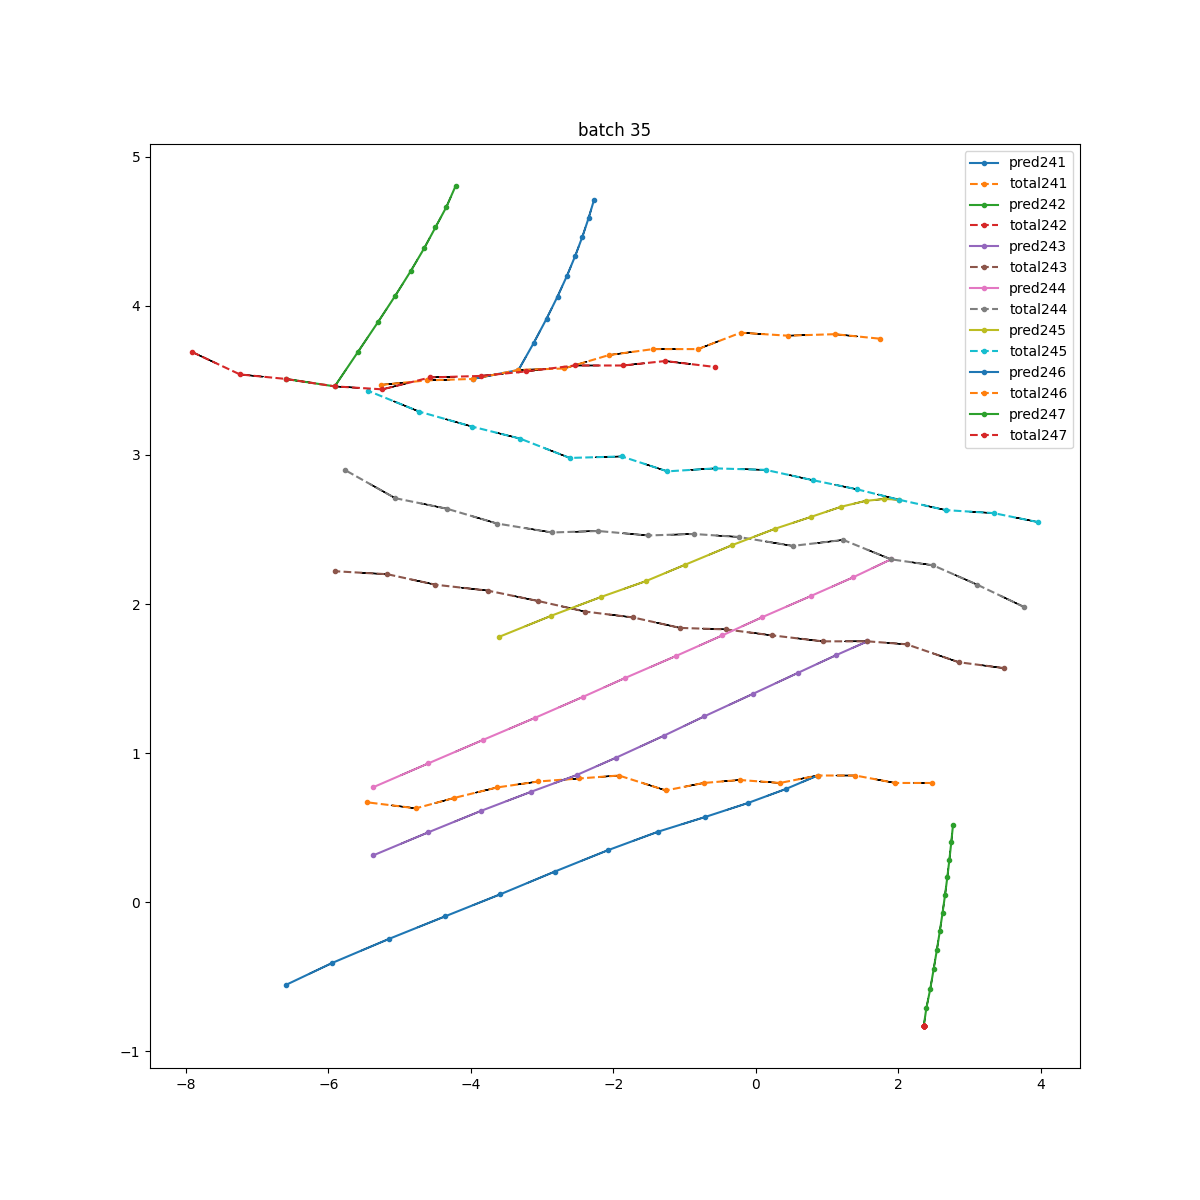 batch 35
5
4
3
2
1
0
−1
−8
−6
−4
−2
0
2
4
pred241
total241
pred242
total242
pred243
total243
pred244
total244
pred245
total245
pred246
total246
pred247
total247